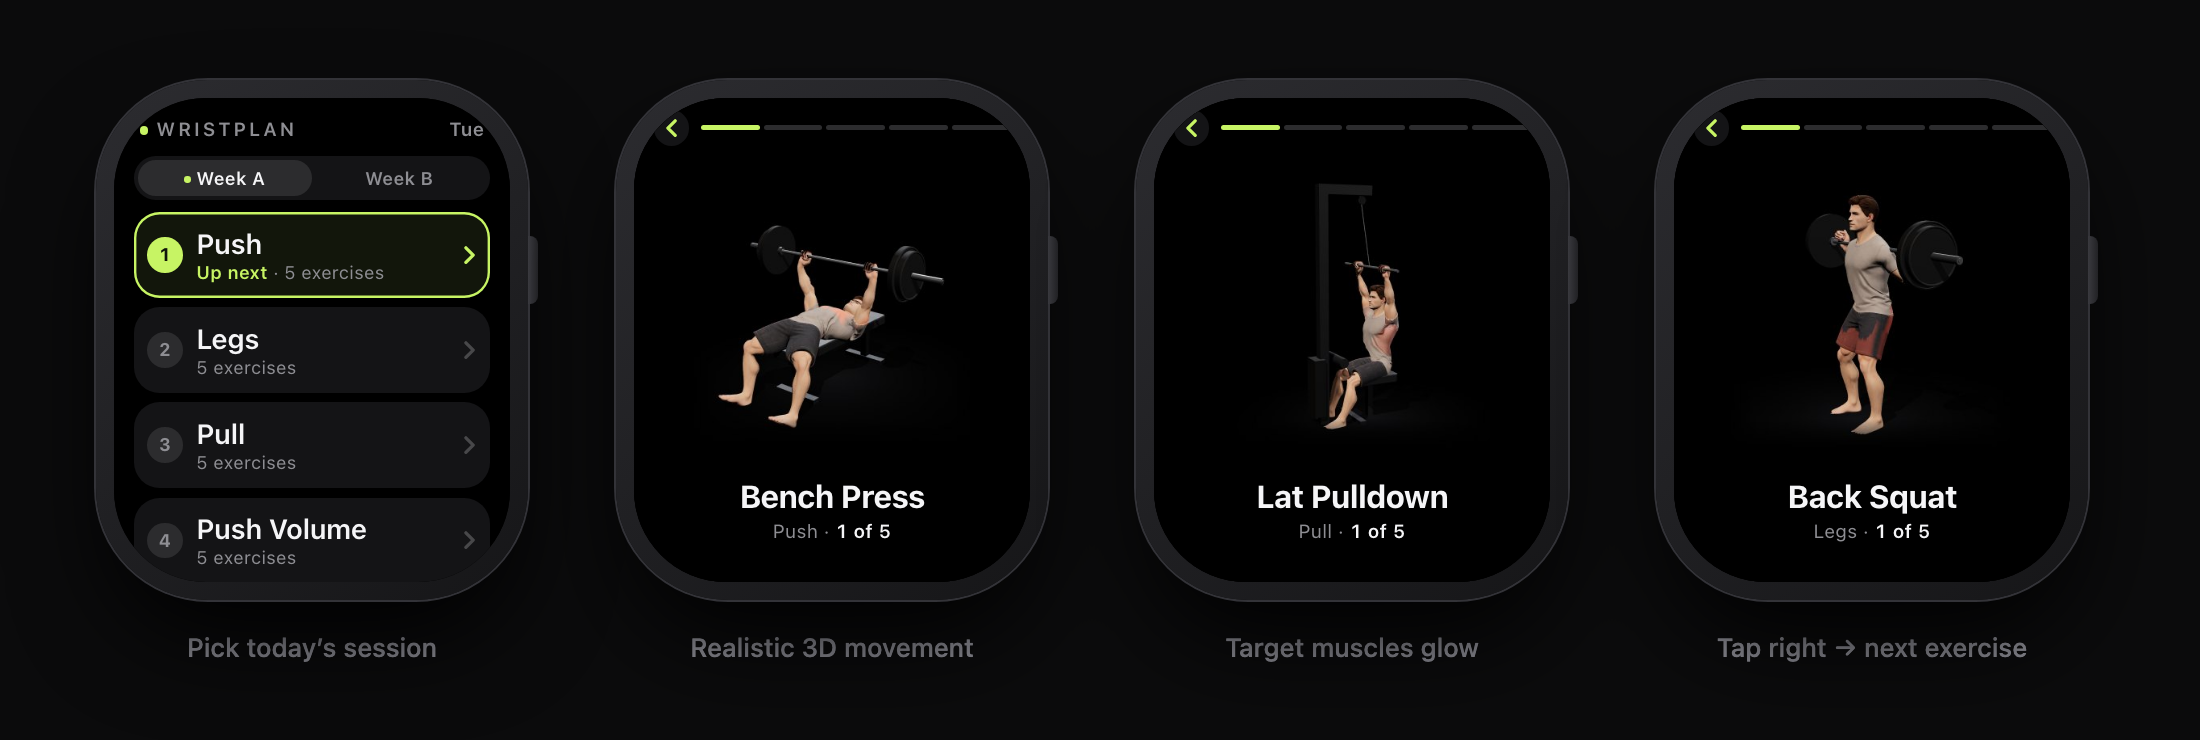 WRISTPLAN Tue
Week A Week B
1 Push
Up next · 5 exercises
2 Legs
5 exercises
3 Pull
5 exercises
4 Push Volume
5 exercises
Pick today’s session
Bench Press
Push · 1 of 5
Realistic 3D movement
Lat Pulldown
Pull · 1 of 5
Target muscles glow
Back Squat
Legs · 1 of 5
Tap right → next exercise